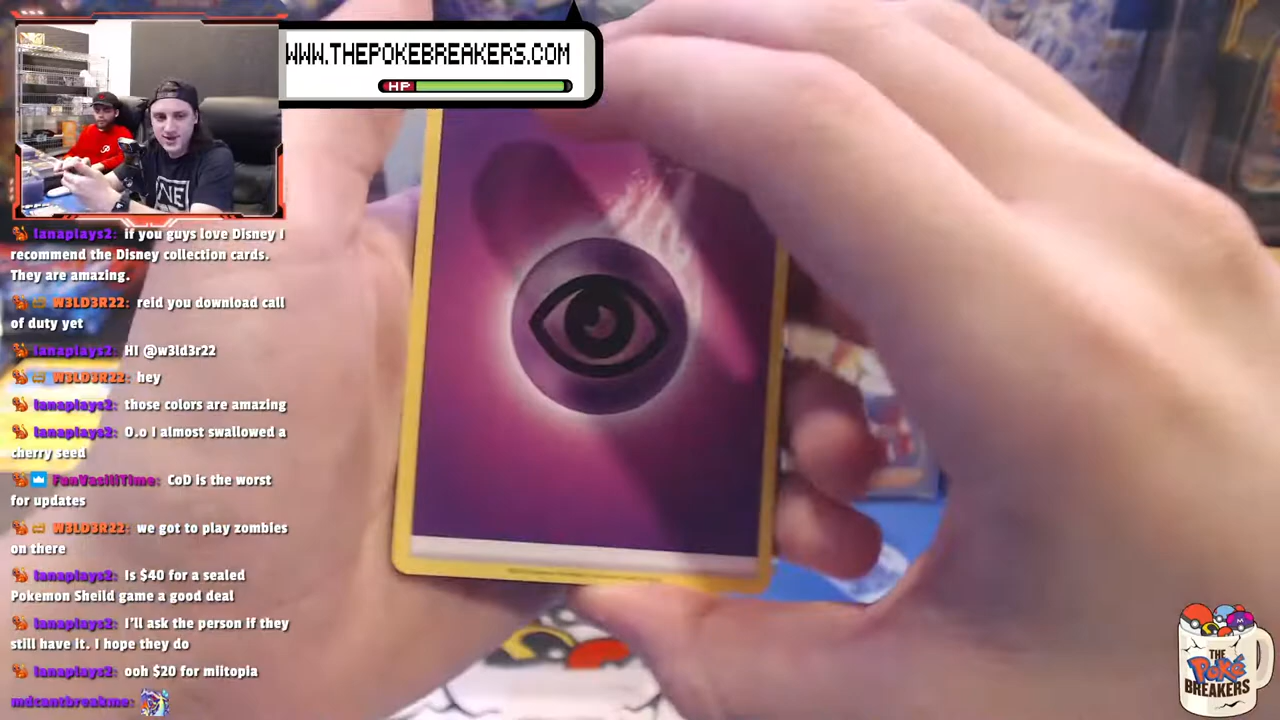 WWW.THEPOKEBREAKERS.COM
HP
lanaplays2: if you guys love Disney I
recommend the Disney collection cards.
They are amazing.
W3LD3R22: reid you download call
of duty yet
lanaplays2: HI @w3ld3r22
W3LD3R22: hey
lanaplays2: those colors are amazing
lanaplays2: O.o I almost swallowed a
cherry seed
FunVasiliTime: CoD is the worst
for updates
W3LD3R22: we got to play zombies
on there
lanaplays2: Is $40 for a sealed
Pokemon Sheild game a good deal
lanaplays2: I'll ask the person if they
still have it. I hope they do
lanaplays2: ooh $20 for miitopia
mdcantbreakme:
THE
Poké
BREAKERS